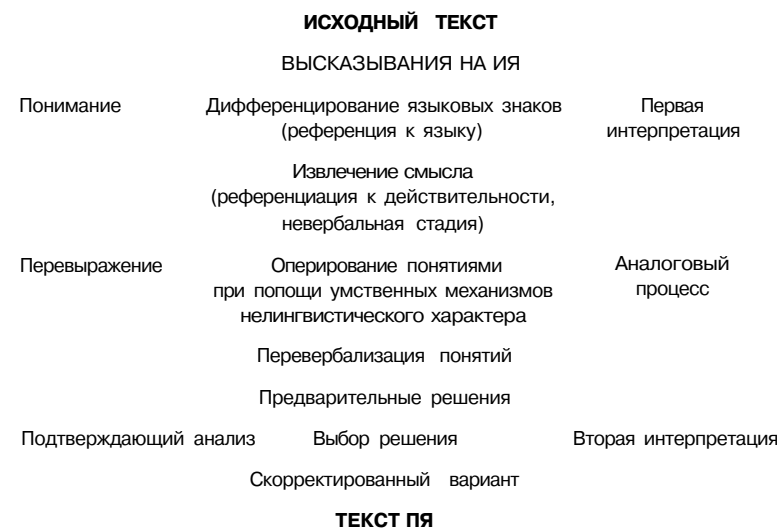 ИСХОДНЫЙ ТЕКСТ
ВЫСКАЗЫВАНИЯ НА ИЯ
Понимание Дифференцирование языковых знаков Первая
(референция к языку) интерпретация
Извлечение смысла
(референциация к действительности,
невербальная стадия)
Перевыражение Оперирование понятиями Аналоговый
при попощи умственных механизмов процесс
нелингвистического характера
Перевербализация понятий
Предварительные решения
Подтверждающий анализ Выбор решения Вторая интерпретация
Скорректированный вариант
ТЕКСТ ПЯ